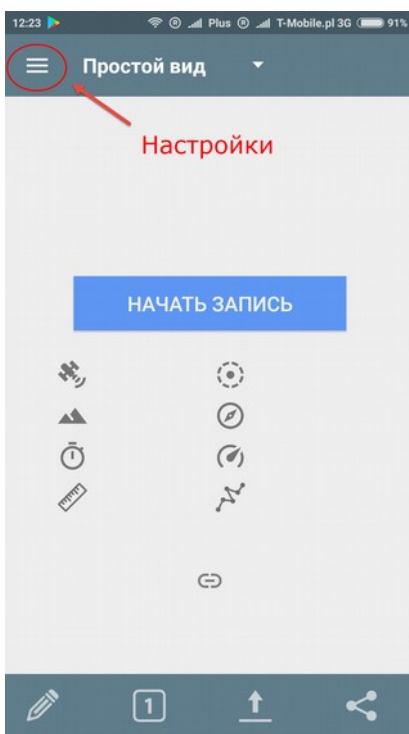 12:23 ® Plus ® T-Mobile.pl 3G 91%
Простой вид
Настройки
НАЧАТЬ ЗАПИСЬ
1